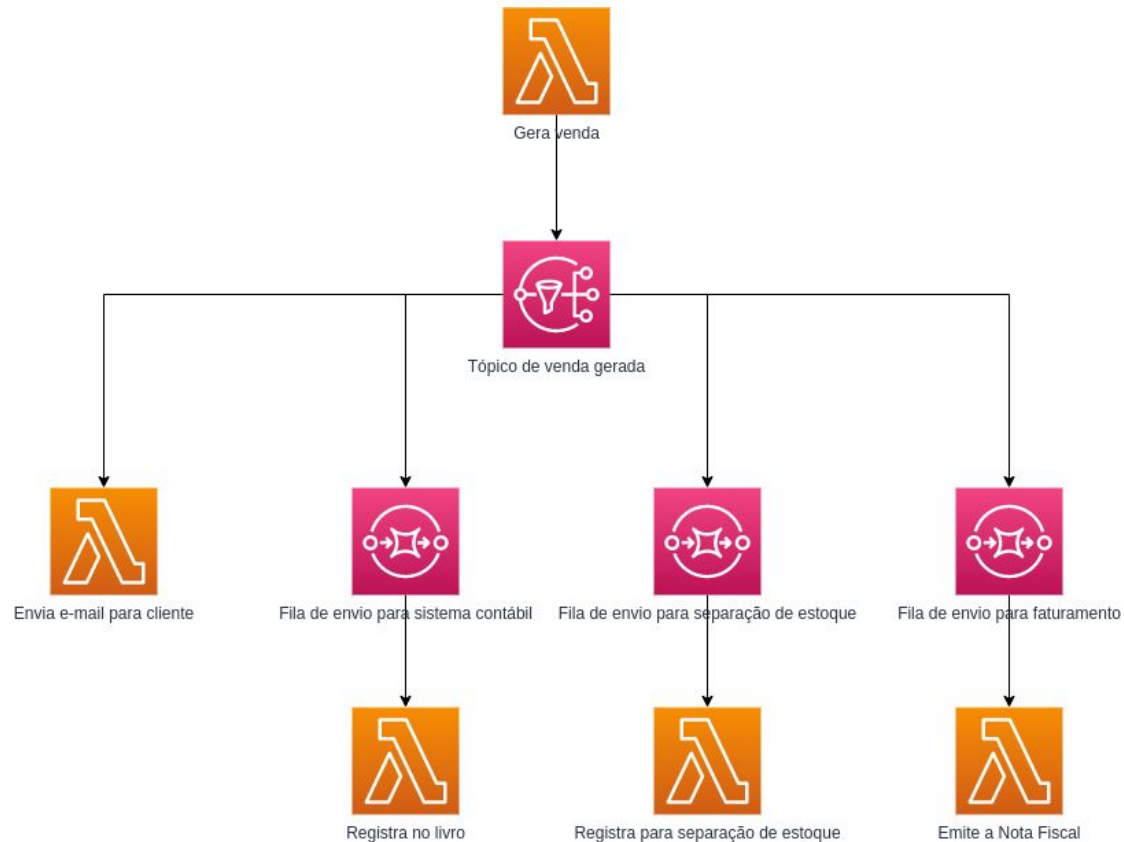 Gera venda
Tópico de venda gerada
Envia e-mail para cliente
Fila de envio para sistema contábil
Fila de envio para separação de estoque
Fila de envio para faturamento
Registra no livro
Registra para separação de estoque
Emite a Nota Fiscal